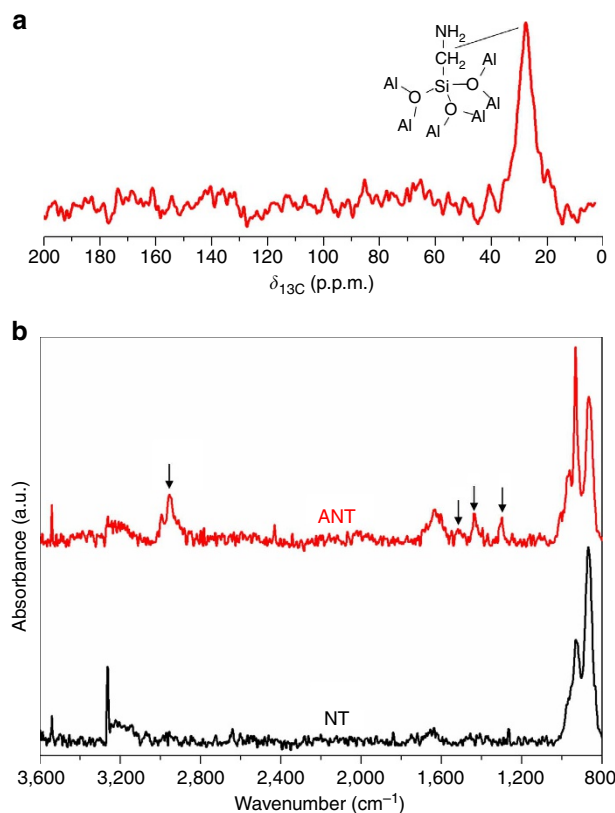 a
NH₂
CH₂
Al
Al
Si
O
O
Al
O
Al
Al
Al
200 180 160 140 120 100 80 60 40 20 0
δ₁₃C (p.p.m.)
b
Absorbance (a.u.)
ANT
NT
3,600 3,200 2,800 2,400 2,000 1,600 1,200 800
Wavenumber (cm⁻¹)